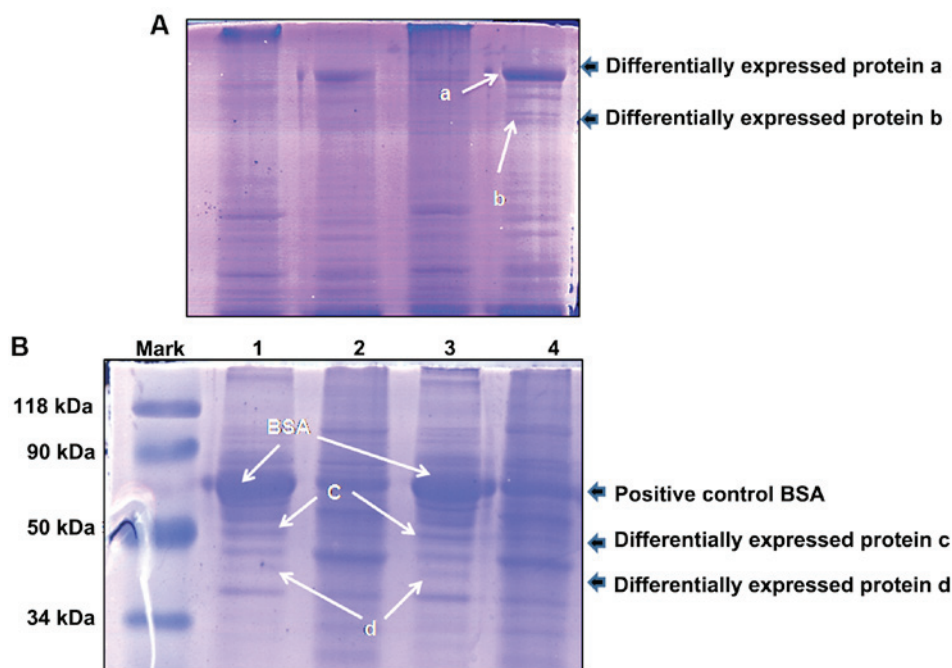 A
Differentially expressed protein a
a
Differentially expressed protein b
b
B
Mark 1 2 3 4
118 kDa
BSA
90 kDa
C
Positive control BSA
50 kDa
Differentially expressed protein c
Differentially expressed protein d
34 kDa
d